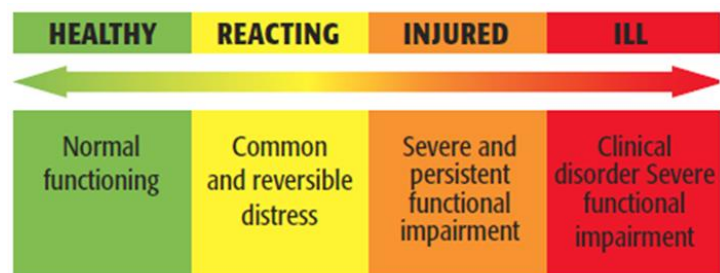 HEALTHY
REACTING
INJURED
ILL
Normal
functioning
Common
and reversible
distress
Severe and
persistent
functional
impairment
Clinical
disorder Severe
functional
impairment